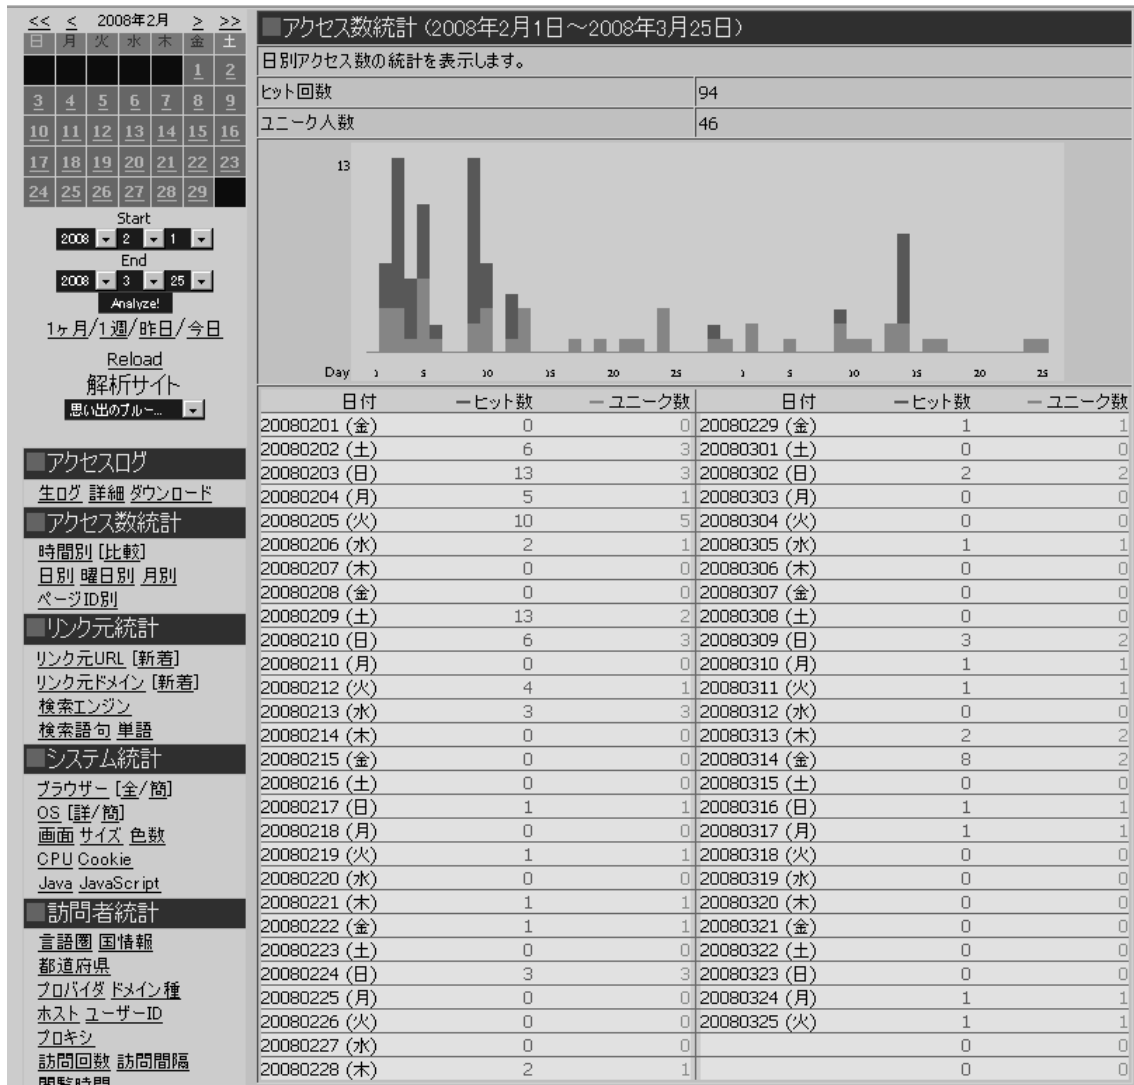 << < 2008年2月 > >>
日 月 火 水 木 金 土
1 2
3 4 5 6 7 8 9
10 11 12 13 14 15 16
17 18 19 20 21 22 23
24 25 26 27 28 29
Start
2008 2 1
End
2008 3 25
Analyze!
1ヶ月/1週/昨日/今日
Reload
解析サイト
思い出のブルー...
■アクセスログ
生ログ 詳細 ダウンロード
■アクセス数統計
時間別 [比較]
日別 曜日別 月別
ページID別
■リンク元統計
リンク元URL [新着]
リンク元ドメイン [新着]
検索エンジン
検索語句 単語
■システム統計
ブラウザー [全/簡]
OS [詳/簡]
画面 サイズ 色数
CPU Cookie
Java JavaScript
■訪問者統計
言語圏 国情報
都道府県
プロバイダ ドメイン種
ホスト ユーザーID
プロキシ
訪問回数 訪問間隔
閲覧時間
■アクセス数統計 (2008年2月1日～2008年3月25日)
日別アクセス数の統計を表示します。
ヒット回数 94
ユニーク人数 46
13
Day 1 5 10 15 20 25 1 5 10 15 20 25
日付 ーヒット数 ーユニーク数 日付 ーヒット数 ーユニーク数
20080201 (金) 0 0 20080229 (金) 1 1
20080202 (土) 6 3 20080301 (土) 0 0
20080203 (日) 13 3 20080302 (日) 2 2
20080204 (月) 5 1 20080303 (月) 0 0
20080205 (火) 10 5 20080304 (火) 0 0
20080206 (水) 2 1 20080305 (水) 1 1
20080207 (木) 0 0 20080306 (木) 0 0
20080208 (金) 0 0 20080307 (金) 0 0
20080209 (土) 13 2 20080308 (土) 0 0
20080210 (日) 6 3 20080309 (日) 3 2
20080211 (月) 0 0 20080310 (月) 1 1
20080212 (火) 4 1 20080311 (火) 1 1
20080213 (水) 3 3 20080312 (水) 0 0
20080214 (木) 0 0 20080313 (木) 2 2
20080215 (金) 0 0 20080314 (金) 8 2
20080216 (土) 0 0 20080315 (土) 0 0
20080217 (日) 1 1 20080316 (日) 1 1
20080218 (月) 0 0 20080317 (月) 1 1
20080219 (火) 1 1 20080318 (火) 0 0
20080220 (水) 0 0 20080319 (水) 0 0
20080221 (木) 1 1 20080320 (木) 0 0
20080222 (金) 1 1 20080321 (金) 0 0
20080223 (土) 0 0 20080322 (土) 0 0
20080224 (日) 3 3 20080323 (日) 0 0
20080225 (月) 0 0 20080324 (月) 1 1
20080226 (火) 0 0 20080325 (火) 1 1
20080227 (水) 0 0 0 0
20080228 (木) 2 1 0 0